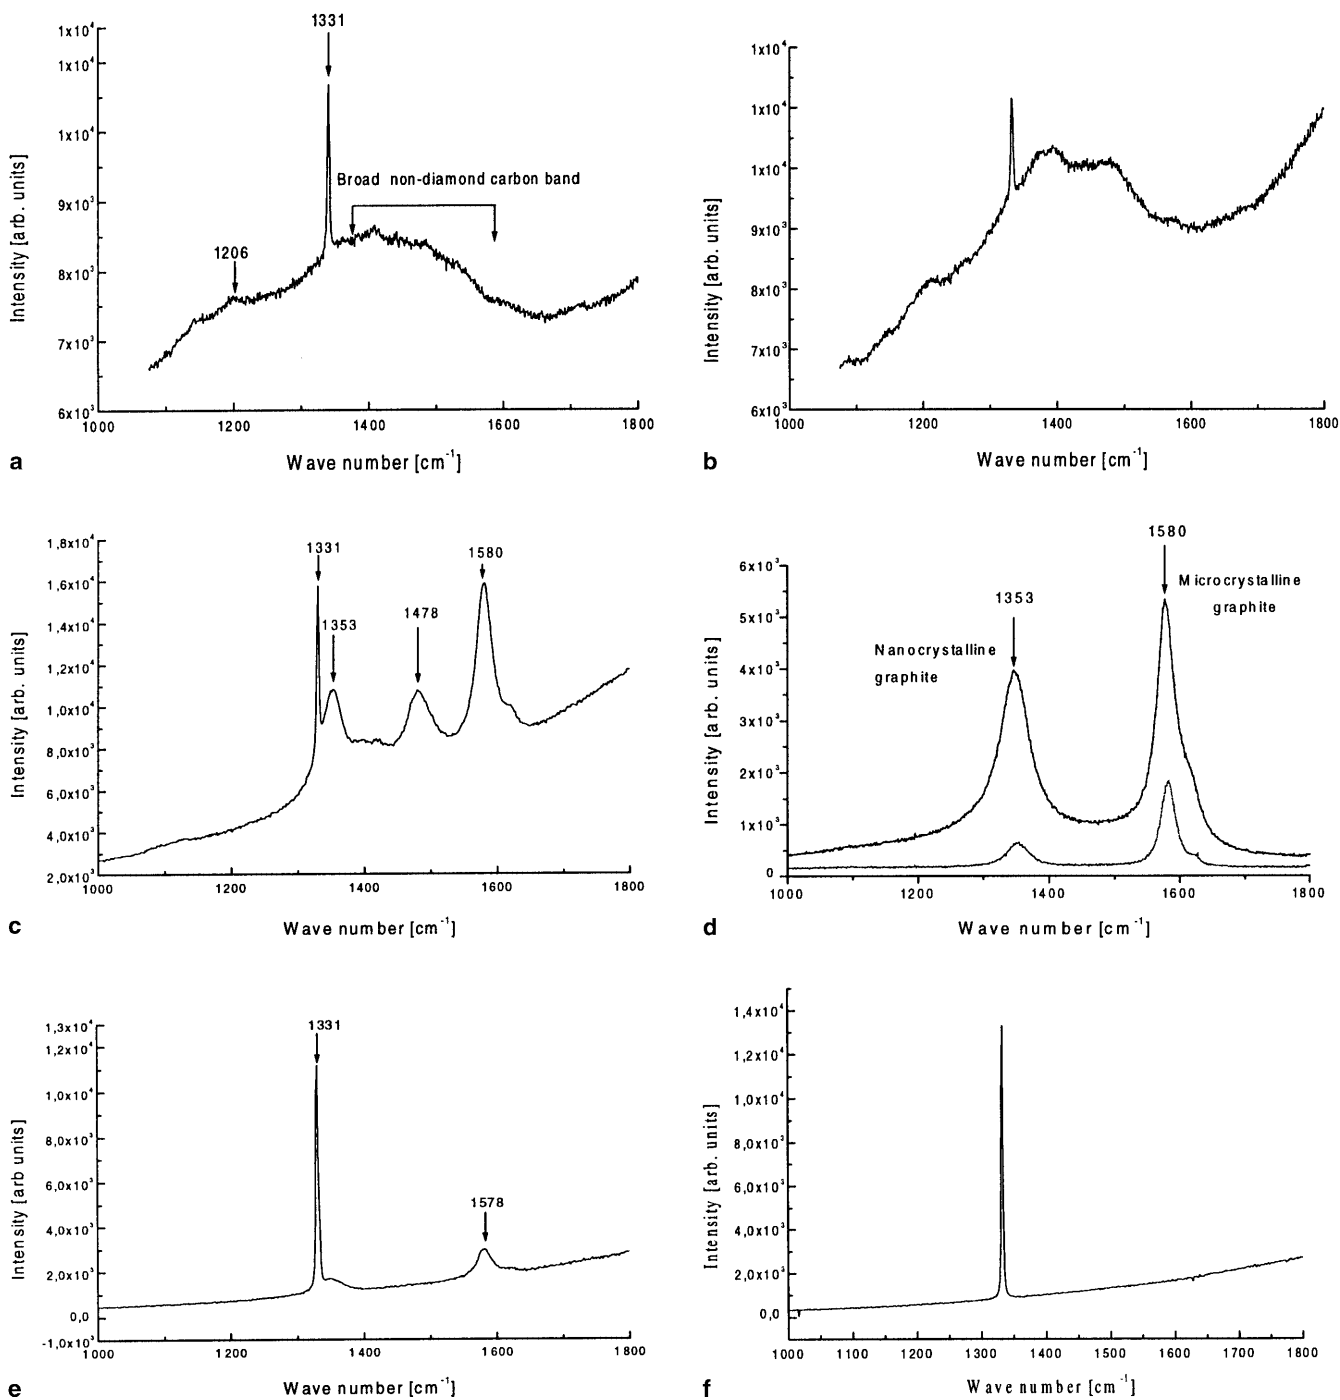 1331
1x10⁴
1x10⁴
1x10⁴
9x10³
8x10³
7x10³
6x10³
Intensity [arb. units]
Broad non-diamond carbon band
1206
1000 1200 1400 1600 1800
Wave number [cm⁻¹]
a
1x10⁴
1x10⁴
1x10⁴
9x10³
8x10³
7x10³
6x10³
Intensity [arb. units]
1000 1200 1400 1600 1800
Wave number [cm⁻¹]
b
1,8x10⁴
1,6x10⁴
1,4x10⁴
1,2x10⁴
1,0x10⁴
8,0x10³
6,0x10³
4,0x10³
2,0x10³
Intensity [arb. units]
1331
1580
1353
1478
1000 1200 1400 1600 1800
Wave number [cm⁻¹]
c
1580
6x10³
5x10³
4x10³
3x10³
2x10³
1x10³
0
Intensity [arb. units]
1353
Microcrystalline
graphite
Nanocrystalline
graphite
1000 1200 1400 1600 1800
Wave number [cm⁻¹]
d
1,3x10⁴
1,2x10⁴
1,0x10⁴
8,0x10³
6,0x10³
4,0x10³
2,0x10³
0,0
-1,0x10³
Intensity [arb units]
1331
1578
1000 1200 1400 1600 1800
Wave number [cm⁻¹]
e
1,4x10⁴
1,2x10⁴
1,0x10⁴
8,0x10³
6,0x10³
4,0x10³
2,0x10³
0,0
Intensity [arb. units]
1000 1100 1200 1300 1400 1500 1600 1700 1800
Wave number [cm⁻¹]
f